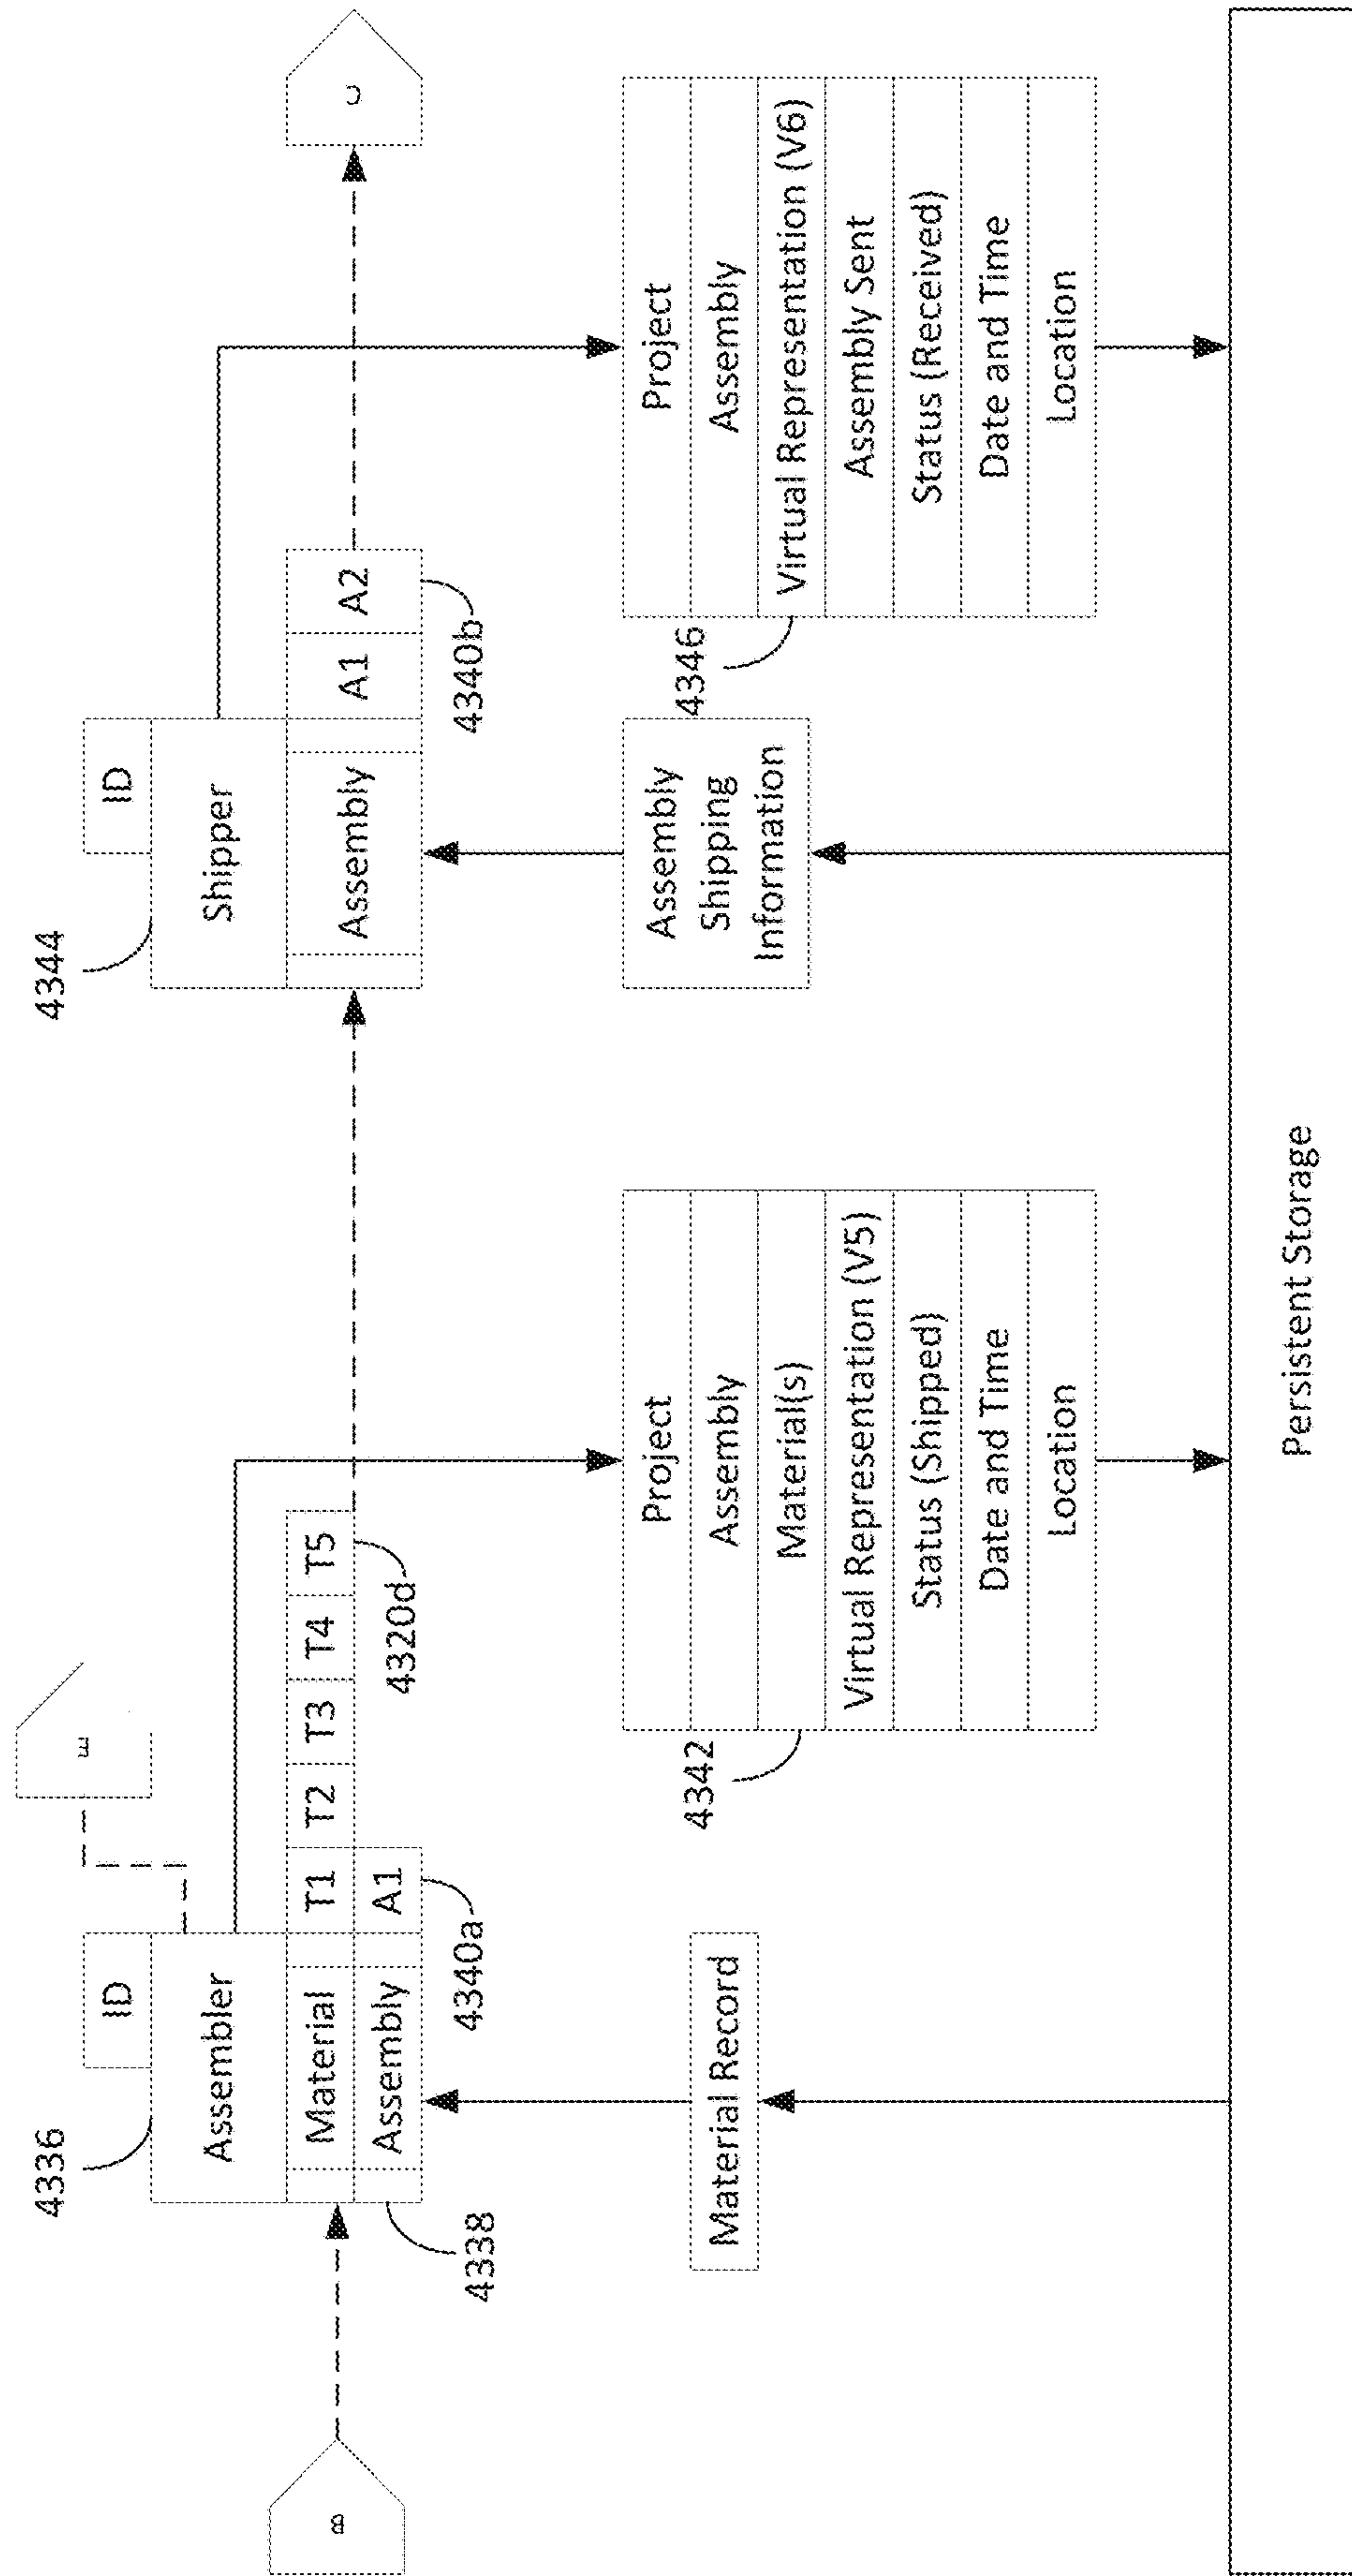 4336
ID
Assembler
Material
T1
T2
T3
T4
T5
Assembly
A1
4338
4340a
4320d
B
E
Material Record
4342
Project
Assembly
Material(s)
Virtual Representation (V5)
Status (Shipped)
Date and Time
Location
4344
ID
Shipper
Assembly
A1
A2
4340b
C
Assembly
Shipping
Information
4346
Project
Assembly
Virtual Representation (V6)
Assembly Sent
Status (Received)
Date and Time
Location
Persistent Storage